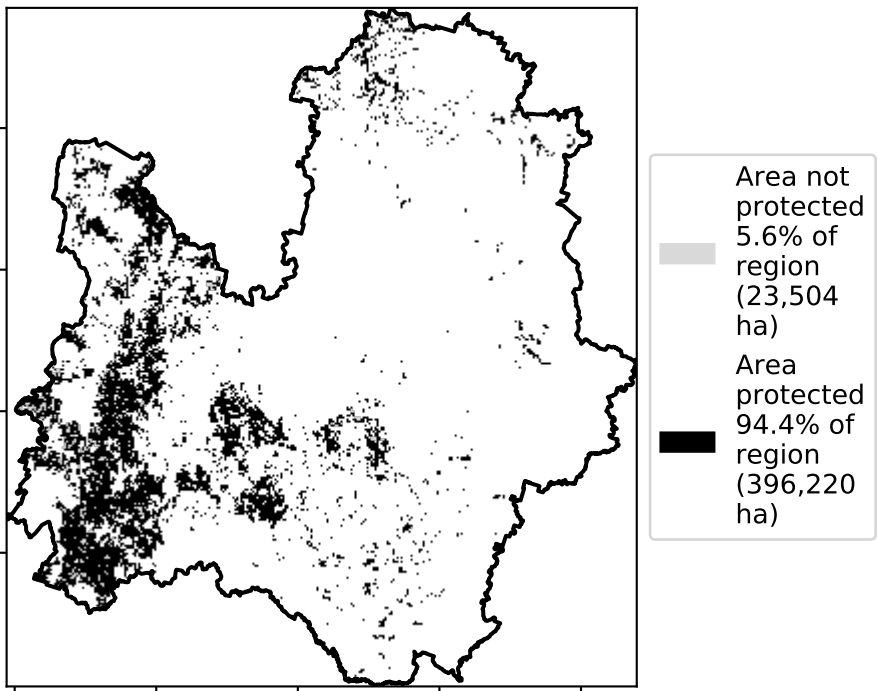 Area not
protected
5.6% of
region
(23,504
ha)
Area
protected
94.4% of
region
(396,220
ha)